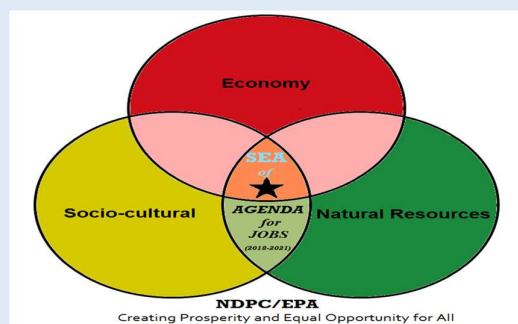 Economy
SEA
of
Socio-cultural
AGENDA
for
JOBS
(2018-2021)
Natural Resources
NDPC/EPA
Creating Prosperity and Equal Opportunity for All